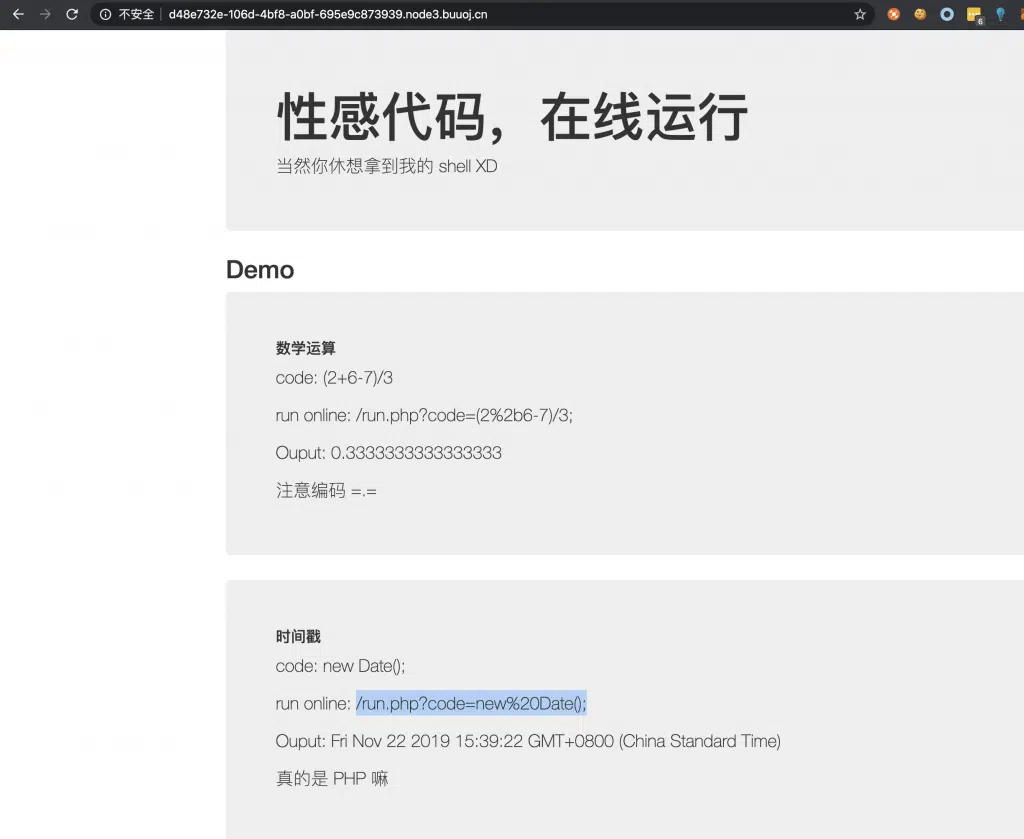 不安全 d48e732e-106d-4bf8-a0bf-695e9c873939.node3.buuoj.cn
6
性感代码，在线运行
当然你休想拿到我的 shell XD
Demo
数学运算
code: (2+6-7)/3
run online: /run.php?code=(2%2b6-7)/3;
Ouput: 0.3333333333333333
注意编码 =.=
时间戳
code: new Date();
run online: /run.php?code=new%20Date();
Ouput: Fri Nov 22 2019 15:39:22 GMT+0800 (China Standard Time)
真的是 PHP 嘛